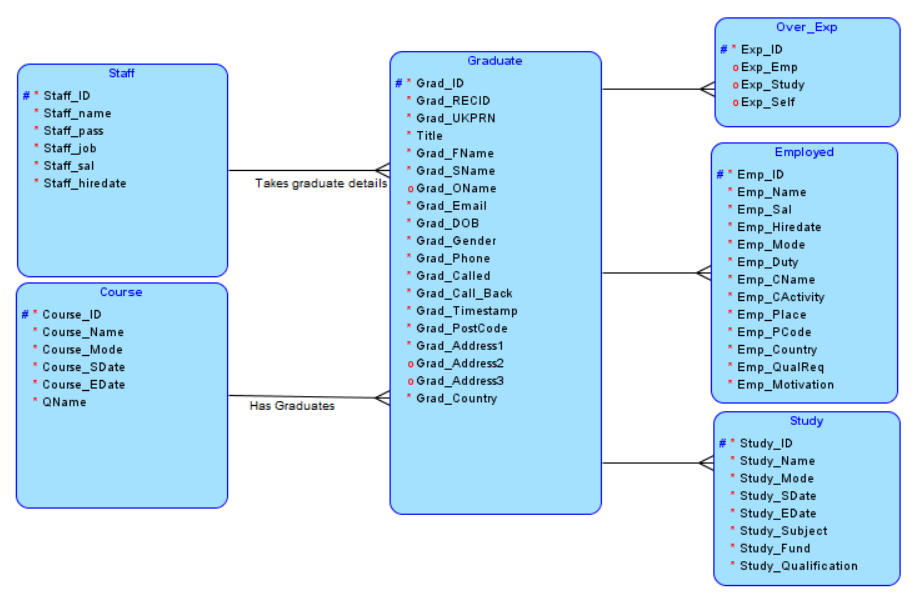 Staff
# * Staff_ID
* Staff_name
* Staff_pass
* Staff_job
* Staff_sal
* Staff_hiredate
Takes graduate details
Course
# * Course_ID
* Course_Name
* Course_Mode
* Course_SDate
* Course_EDate
* QName
Has Graduates
Graduate
# * Grad_ID
* Grad_RECID
* Grad_UKPRN
* Title
* Grad_FName
* Grad_SName
o Grad_OName
* Grad_Email
* Grad_DOB
* Grad_Gender
* Grad_Phone
* Grad_Called
* Grad_Call_Back
* Grad_Timestamp
* Grad_PostCode
* Grad_Address1
o Grad_Address2
o Grad_Address3
* Grad_Country
Over_Exp
# * Exp_ID
o Exp_Emp
o Exp_Study
o Exp_Self
Employed
# * Emp_ID
* Emp_Name
* Emp_Sal
* Emp_Hiredate
* Emp_Mode
* Emp_Duty
* Emp_CName
* Emp_CActivity
* Emp_Place
* Emp_PCode
* Emp_Country
* Emp_QualReq
* Emp_Motivation
Study
# * Study_ID
* Study_Name
* Study_Mode
* Study_SDate
* Study_EDate
* Study_Subject
* Study_Fund
* Study_Qualification